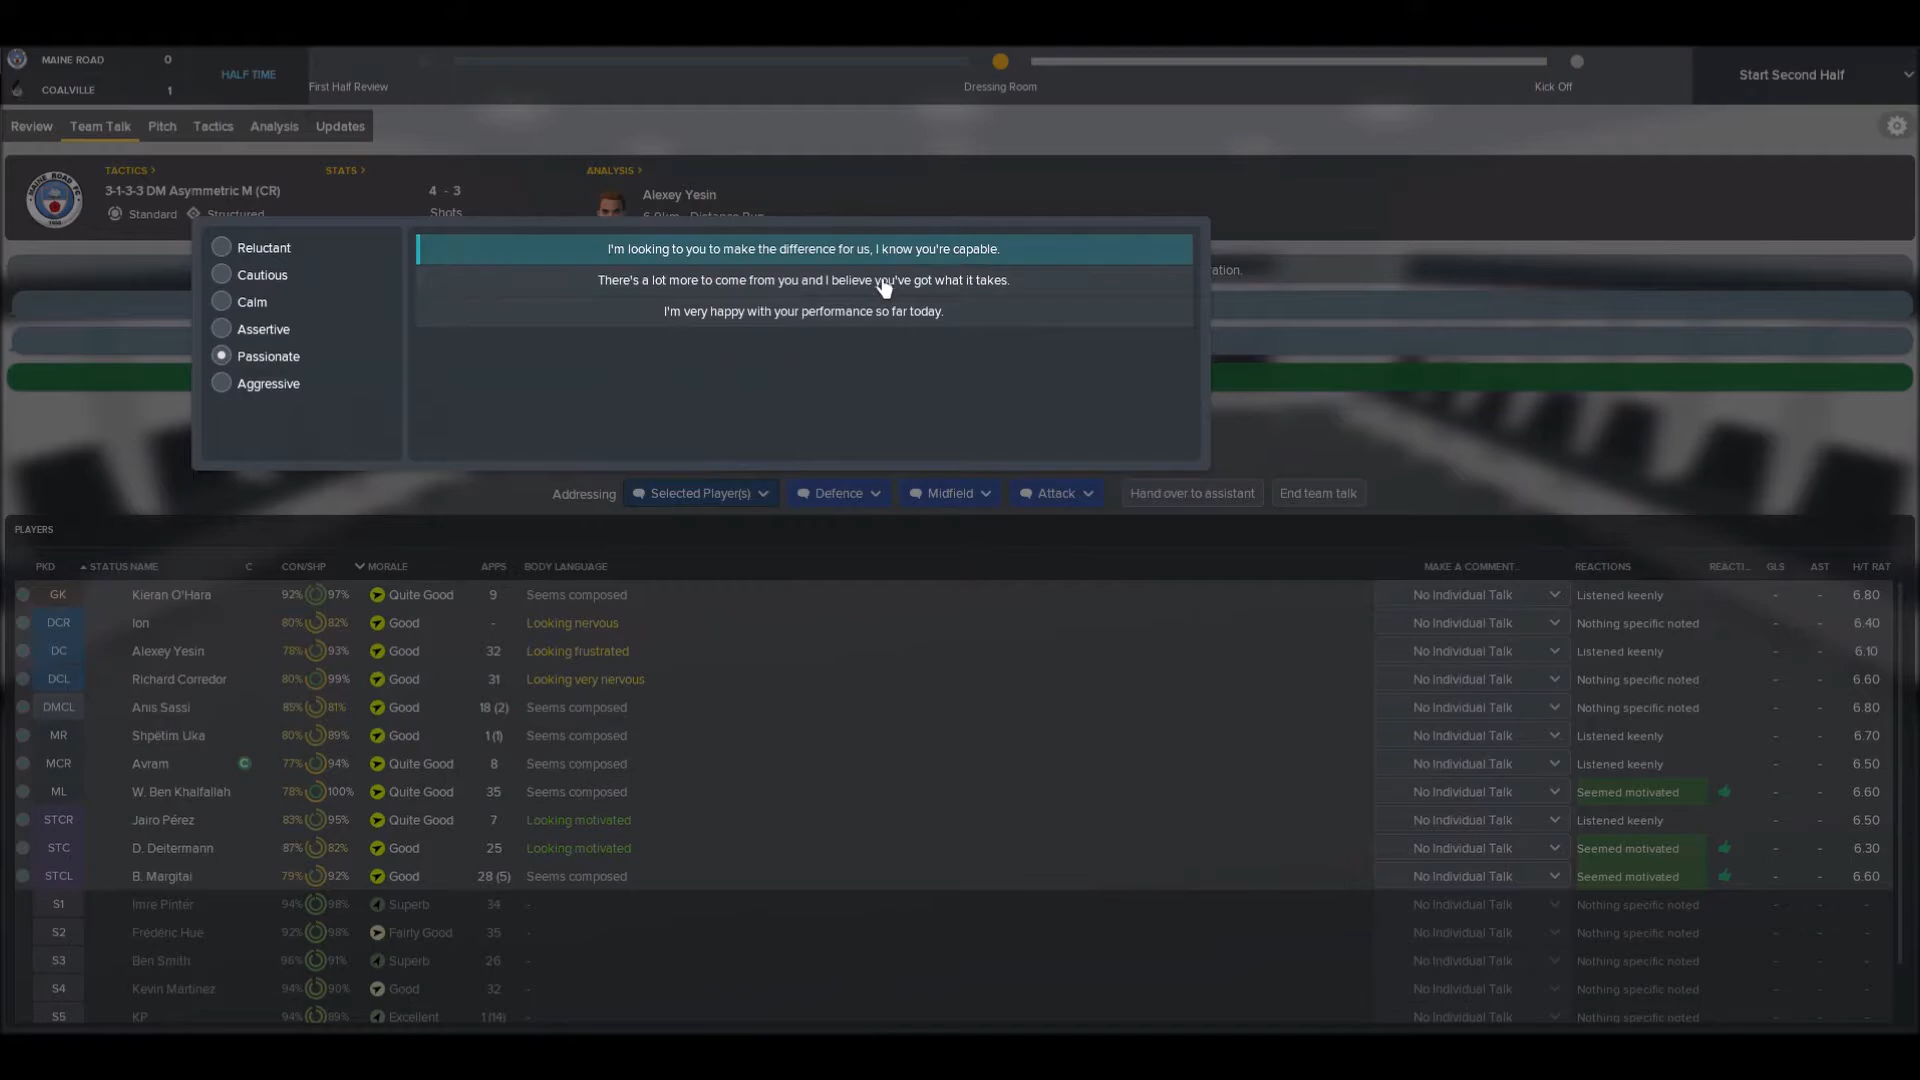 MAINE ROAD 0
COALVILLE 1
HALF TIME
First Half Review
Dressing Room
Kick Off
Start Second Half
Review Team Talk Pitch Tactics Analysis Updates
TACTICS >
3-1-3-3 DM Asymmetric M (CR)
Standard Structured
STATS >
4 - 3
Shots
ANALYSIS >
Alexey Yesin
Reluctant
Cautious
Calm
Assertive
Passionate
Aggressive
I'm looking to you to make the difference for us, I know you're capable.
There's a lot more to come from you and I believe you've got what it takes.
I'm very happy with your performance so far today.
Addressing Selected Player(s) Defence Midfield Attack Hand over to assistant End team talk
PLAYERS
PKD STATUS NAME C CON/SHP MORALE APPS BODY LANGUAGE MAKE A COMMENT... REACTIONS REACTI... GLS AST H/T RAT
GK Kieran O'Hara 92% 97% Quite Good 9 Seems composed No Individual Talk Listened keenly - - 6.80
DCR Ion 80% 82% Good - Looking nervous No Individual Talk Nothing specific noted - - 6.40
DC Alexey Yesin 78% 93% Good 32 Looking frustrated No Individual Talk Listened keenly - - 6.10
DCL Richard Corredor 80% 99% Good 31 Looking very nervous No Individual Talk Nothing specific noted - - 6.60
DMCL Anis Sassi 85% 81% Good 18 (2) Seems composed No Individual Talk Nothing specific noted - - 6.80
MR Shpëtim Uka 80% 89% Good 1 (1) Seems composed No Individual Talk Listened keenly - - 6.70
MCR Avram C 77% 94% Quite Good 8 Seems composed No Individual Talk Listened keenly - - 6.50
ML W. Ben Khalfallah 78% 100% Quite Good 35 Seems composed No Individual Talk Seemed motivated - - 6.60
STCR Jairo Pérez 83% 95% Quite Good 7 Looking motivated No Individual Talk Listened keenly - - 6.50
STC D. Deitermann 87% 82% Good 25 Looking motivated No Individual Talk Seemed motivated - - 6.30
STCL B. Margitai 79% 92% Good 28 (5) Seems composed No Individual Talk Seemed motivated - - 6.60
S1 Imre Pintér 94% 98% Superb 34 - No Individual Talk Nothing specific noted - - -
S2 Frédéric Hue 92% 98% Fairly Good 35 - No Individual Talk Nothing specific noted - - -
S3 Ben Smith 96% 91% Superb 26 - No Individual Talk Nothing specific noted - - -
S4 Kevin Martínez 94% 90% Good 32 - No Individual Talk Nothing specific noted - - -
S5 KP 94% 89% Excellent 1 (14) No Individual Talk Nothing specific noted - - -